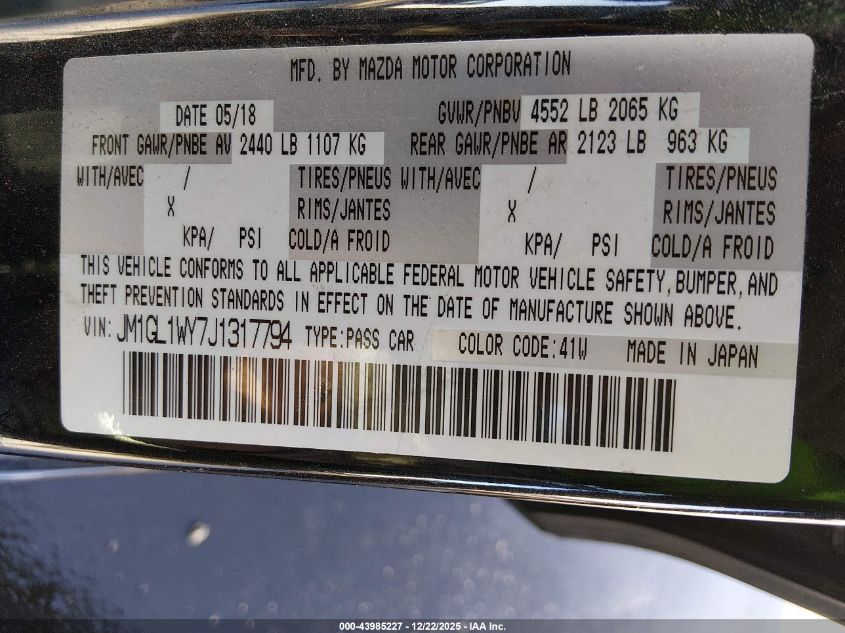 MFD. BY MAZDA MOTOR CORPORATION
DATE 05/18 GVWR/PNBV 4552 LB 2065 KG
FRONT GAWR/PNBE AV 2440 LB 1107 KG REAR GAWR/PNBE AR 2123 LB 963 KG
WITH/AVEC / TIRES/PNEUS WITH/AVEC / TIRES/PNEUS
X RIMS/JANTES X RIMS/JANTES
KPA/ PSI COLD/A FROID KPA/ PSI COLD/A FROID
THIS VEHICLE CONFORMS TO ALL APPLICABLE FEDERAL MOTOR VEHICLE SAFETY, BUMPER, AND
THEFT PREVENTION STANDARDS IN EFFECT ON THE DATE OF MANUFACTURE SHOWN ABOVE.
VIN: JM1GL1WY7J1317794 TYPE:PASS CAR COLOR CODE:41W MADE IN JAPAN
000-43985227 - 12/22/2025 - IAA Inc.